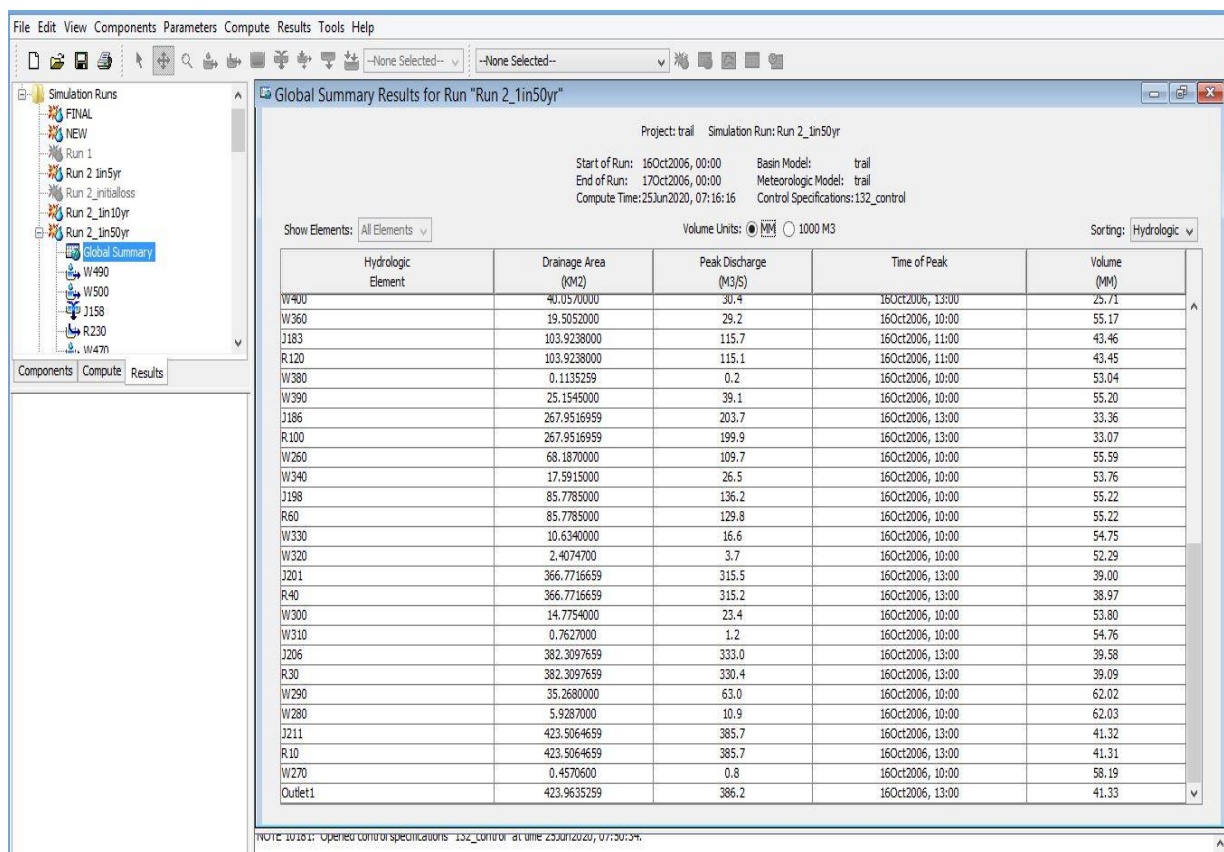 File Edit View Components Parameters Compute Results Tools Help
--None Selected-- --None Selected--
Simulation Runs
FINAL
NEW
Run 1
Run 2 1in5yr
Run 2_initialloss
Run 2_1in10yr
Run 2_1in50yr
Global Summary
W490
W500
J158
R230
W470
Components Compute Results
Global Summary Results for Run "Run 2_1in50yr"
Project: trail Simulation Run: Run 2_1in50yr
Start of Run: 16Oct2006, 00:00 Basin Model: trail
End of Run: 17Oct2006, 00:00 Meteorologic Model: trail
Compute Time:25Jun2020, 07:16:16 Control Specifications:132_control
Show Elements: All Elements Volume Units: MM 1000 M3 Sorting: Hydrologic
Hydrologic Drainage Area Peak Discharge Time of Peak Volume
Element (KM2) (M3/S) (MM)
W400 40.0570000 30.4 16Oct2006, 13:00 25.71
W360 19.5052000 29.2 16Oct2006, 10:00 55.17
J183 103.9238000 115.7 16Oct2006, 11:00 43.46
R120 103.9238000 115.1 16Oct2006, 11:00 43.45
W380 0.1135259 0.2 16Oct2006, 10:00 53.04
W390 25.1545000 39.1 16Oct2006, 10:00 55.20
J186 267.9516959 203.7 16Oct2006, 13:00 33.36
R100 267.9516959 199.9 16Oct2006, 13:00 33.07
W260 68.1870000 109.7 16Oct2006, 10:00 55.59
W340 17.5915000 26.5 16Oct2006, 10:00 53.76
J198 85.7785000 136.2 16Oct2006, 10:00 55.22
R60 85.7785000 129.8 16Oct2006, 10:00 55.22
W330 10.6340000 16.6 16Oct2006, 10:00 54.75
W320 2.4074700 3.7 16Oct2006, 10:00 52.29
J201 366.7716659 315.5 16Oct2006, 13:00 39.00
R40 366.7716659 315.2 16Oct2006, 13:00 38.97
W300 14.7754000 23.4 16Oct2006, 10:00 53.80
W310 0.7627000 1.2 16Oct2006, 10:00 54.76
J206 382.3097659 333.0 16Oct2006, 13:00 39.58
R30 382.3097659 330.4 16Oct2006, 13:00 39.09
W290 35.2680000 63.0 16Oct2006, 10:00 62.02
W280 5.9287000 10.9 16Oct2006, 10:00 62.03
J211 423.5064659 385.7 16Oct2006, 13:00 41.32
R10 423.5064659 385.7 16Oct2006, 13:00 41.31
W270 0.4570600 0.8 16Oct2006, 10:00 58.19
Outlet1 423.9635259 386.2 16Oct2006, 13:00 41.33
NOTE 10181: Opened control specifications "132_control" at time 25Jun2020, 07:50:34.